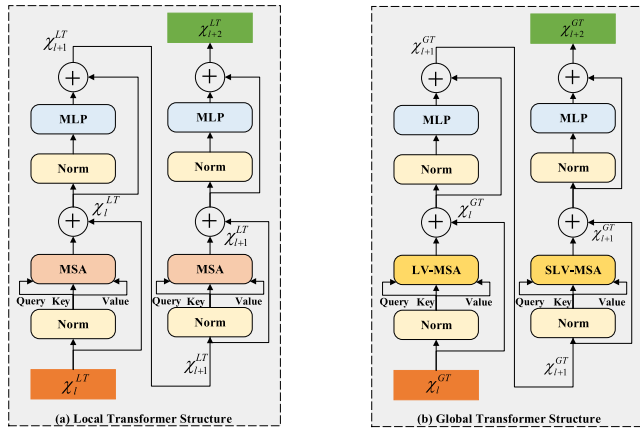 χ_{l+1}^{LT}
χ_{l+2}^{LT}
MLP
MLP
Norm
Norm
χ_l^{LT}
χ_{l+1}^{LT}
MSA
MSA
Query Key Value
Query Key Value
Norm
Norm
χ_l^{LT}
χ_{l+1}^{LT}
(a) Local Transformer Structure
χ_{l+1}^{GT}
χ_{l+2}^{GT}
MLP
MLP
Norm
Norm
χ_l^{GT}
χ_{l+1}^{GT}
LV-MSA
SLV-MSA
Query Key Value
Query Key Value
Norm
Norm
χ_l^{GT}
χ_{l+1}^{GT}
(b) Global Transformer Structure